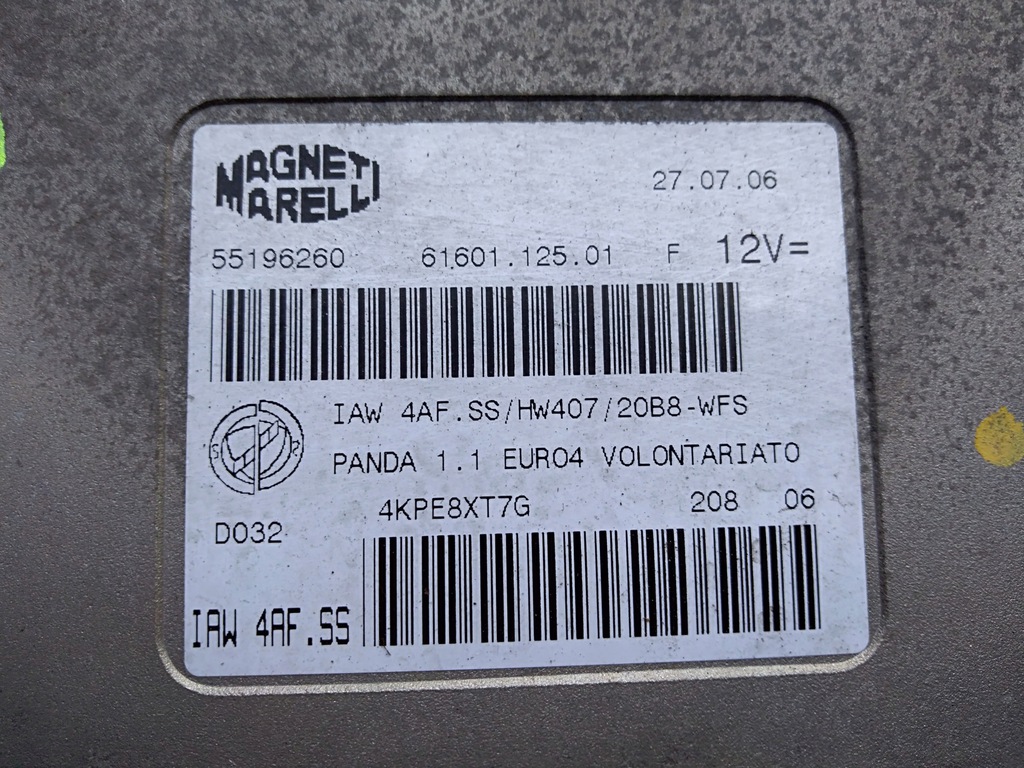 MAGNETI
MARELLI
27.07.06
55196260 61601.125.01 F 12V=
IAW 4AF.SS/HW407/20B8-WFS
PANDA 1.1 EURO4 VOLONTARIATO
4KPE8XT7G 208 06
D032
IAW 4AF.SS